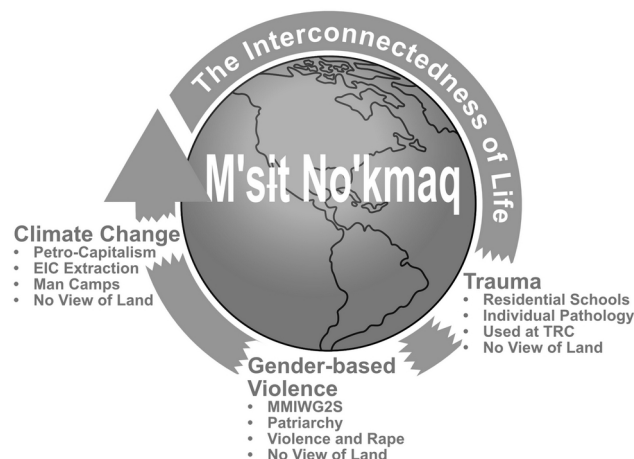 The Interconnectedness of Life
M'sɨt No'kmaq
Climate Change
• Petro-Capitalism
• EIC Extraction
• Man Camps
• No View of Land
Trauma
• Residential Schools
• Individual Pathology
• Used at TRC
• No View of Land
Gender-based
Violence
• MMIWG2S
• Patriarchy
• Violence and Rape
• No View of Land